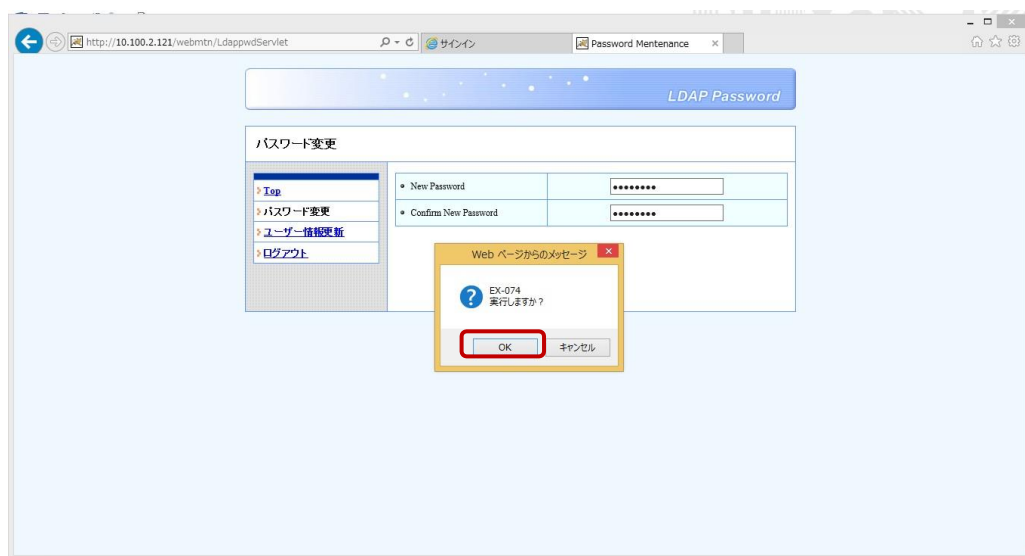 http://10.100.2.121/webmtn/LdappwdServlet
サインイン
Password Mentenance
LDAP Password
パスワード変更
Top
パスワード変更
ユーザー情報更新
ログアウト
New Password
Confirm New Password
Web ページからのメッセージ
EX-074
実行しますか？
OK
キャンセル